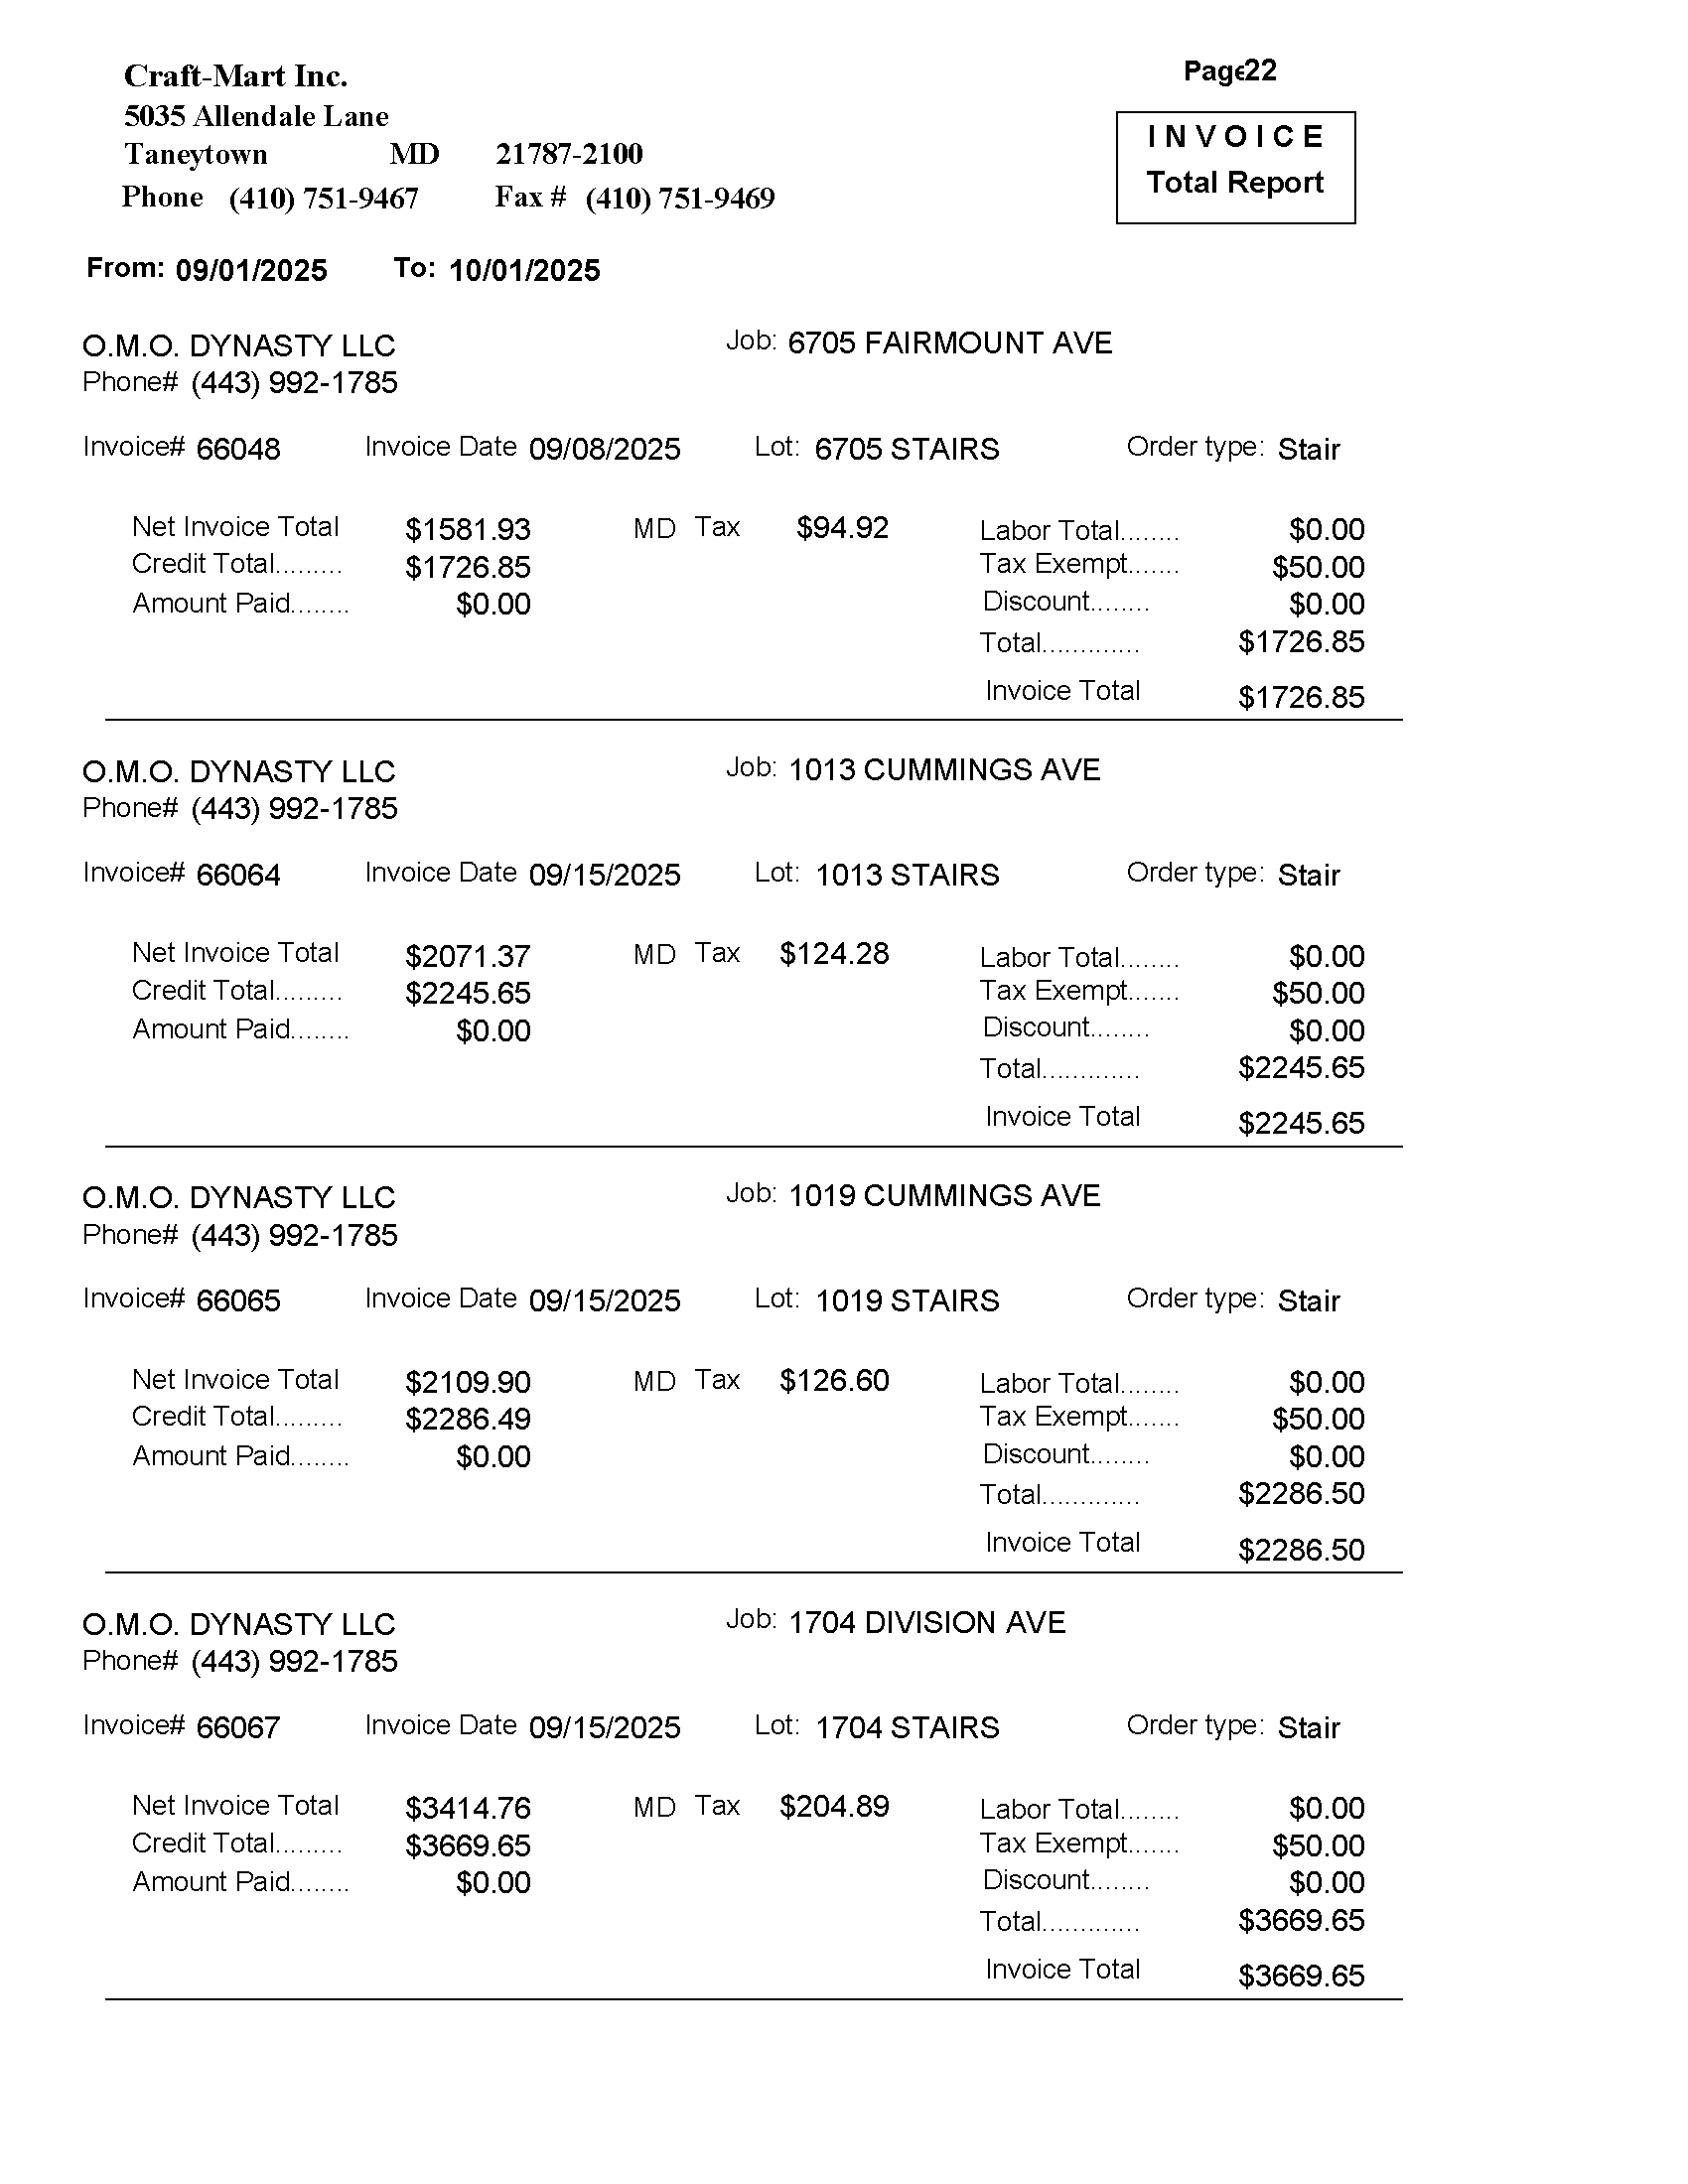 Craft-Mart Inc.
Page22
5035 Allendale Lane
INVOICE
Taneytown MD 21787-2100
Total Report
Phone (410) 751-9467 Fax # (410) 751-9469
From: 09/01/2025 To: 10/01/2025
O.M.O. DYNASTY LLC Job: 6705 FAIRMOUNT AVE
Phone# (443) 992-1785
Invoice# 66048 Invoice Date 09/08/2025 Lot: 6705 STAIRS Order type: Stair
Net Invoice Total $1581.93 MD Tax $94.92 Labor Total........ $0.00
Credit Total......... $1726.85 Tax Exempt....... $50.00
Amount Paid........ $0.00 Discount........ $0.00
Total............. $1726.85
Invoice Total $1726.85
O.M.O. DYNASTY LLC Job: 1013 CUMMINGS AVE
Phone# (443) 992-1785
Invoice# 66064 Invoice Date 09/15/2025 Lot: 1013 STAIRS Order type: Stair
Net Invoice Total $2071.37 MD Tax $124.28 Labor Total........ $0.00
Credit Total......... $2245.65 Tax Exempt....... $50.00
Amount Paid........ $0.00 Discount........ $0.00
Total............. $2245.65
Invoice Total $2245.65
O.M.O. DYNASTY LLC Job: 1019 CUMMINGS AVE
Phone# (443) 992-1785
Invoice# 66065 Invoice Date 09/15/2025 Lot: 1019 STAIRS Order type: Stair
Net Invoice Total $2109.90 MD Tax $126.60 Labor Total........ $0.00
Credit Total......... $2286.49 Tax Exempt....... $50.00
Amount Paid........ $0.00 Discount........ $0.00
Total............. $2286.50
Invoice Total $2286.50
O.M.O. DYNASTY LLC Job: 1704 DIVISION AVE
Phone# (443) 992-1785
Invoice# 66067 Invoice Date 09/15/2025 Lot: 1704 STAIRS Order type: Stair
Net Invoice Total $3414.76 MD Tax $204.89 Labor Total........ $0.00
Credit Total......... $3669.65 Tax Exempt....... $50.00
Amount Paid........ $0.00 Discount........ $0.00
Total............. $3669.65
Invoice Total $3669.65